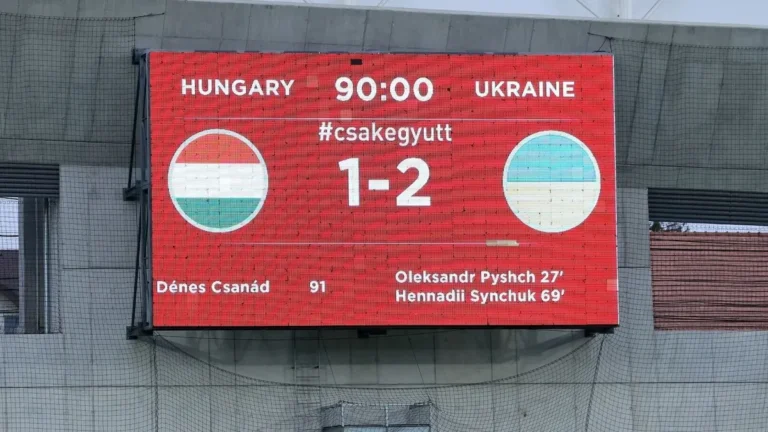 HUNGARY 90:00 UKRAINE
#csakegyutt
1-2
Dénes Csanád 91
Oleksandr Pyshch 27'
Hennadii Synchuk 69'